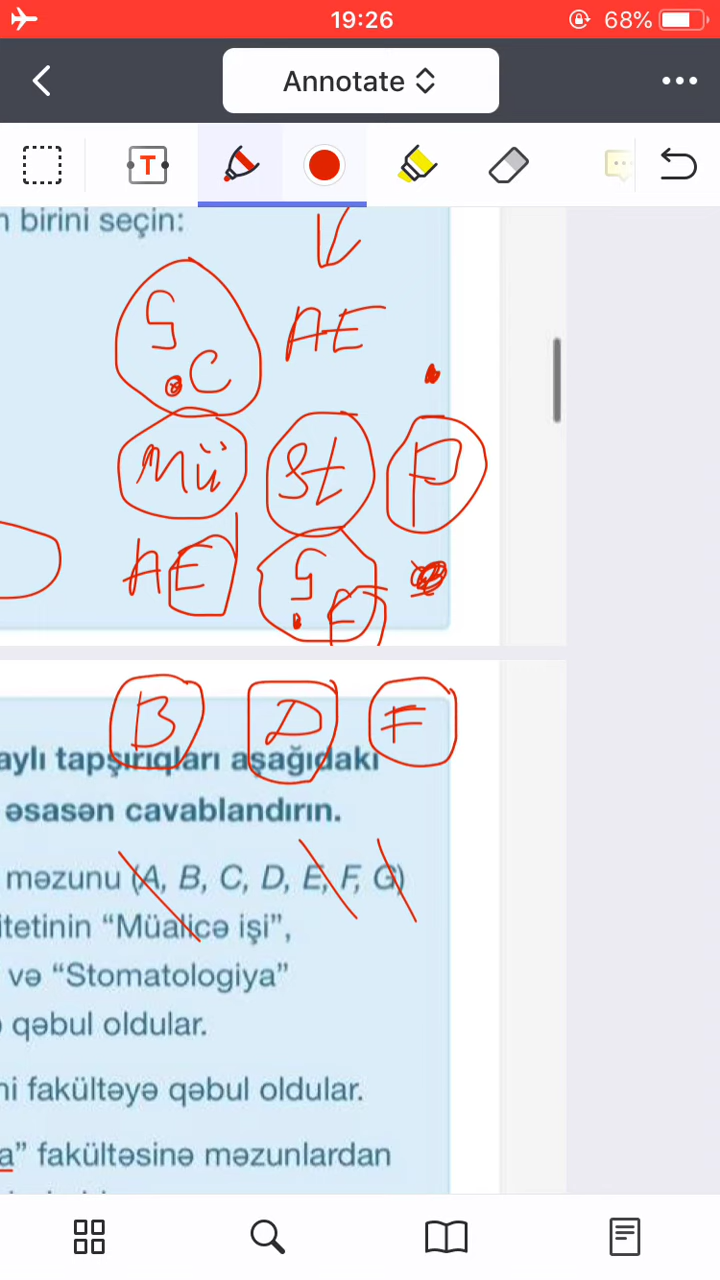 19:26
68%
Annotate
T
n birini seçin:
AE
C
Mü St P
AE
B D F
aylı tapşırıqları aşağıdaki
əsasən cavablandırın.
məzunu (A, B, C, D, E, F, G)
itetinin “Müalicə işi”,
və “Stomatologiya”
qəbul oldular.
ni fakültəyə qəbul oldular.
a” fakültəsinə məzunlardan